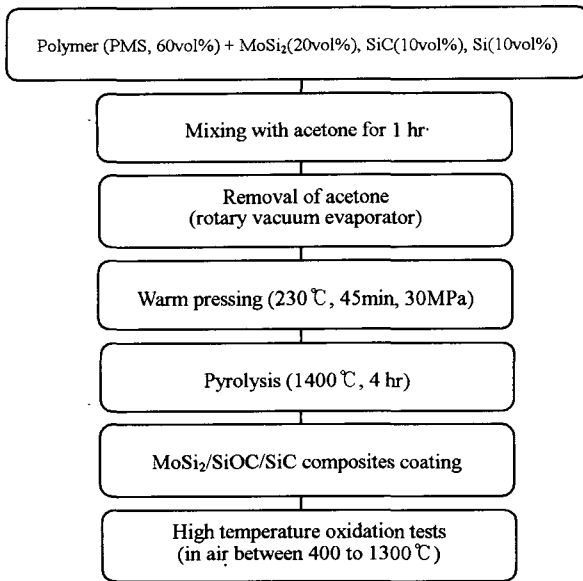 Polymer (PMS, 60vol%) + MoSi₂(20vol%), SiC(10vol%), Si(10vol%)
Mixing with acetone for 1 hr
Removal of acetone
(rotary vacuum evaporator)
Warm pressing (230℃, 45min, 30MPa)
Pyrolysis (1400℃, 4 hr)
MoSi₂/SiOC/SiC composites coating
High temperature oxidation tests
(in air between 400 to 1300℃)